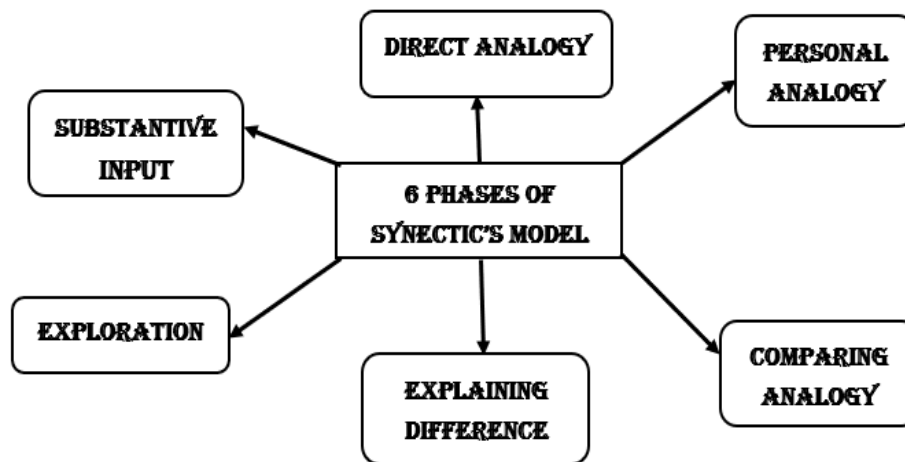 DIRECT ANALOGY
PERSONAL
ANALOGY
SUBSTANTIVE
INPUT
6 PHASES OF
SYNECTIC'S MODEL
EXPLORATION
EXPLAINING
DIFFERENCE
COMPARING
ANALOGY